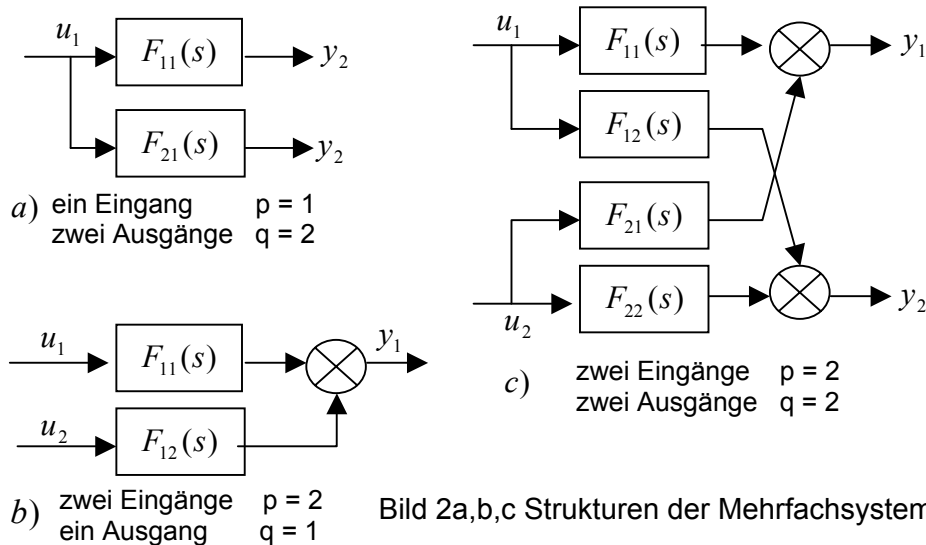 u₁
F₁₁(s)
y₂
F₂₁(s)
y₂
a) ein Eingang p = 1
zwei Ausgänge q = 2
u₁
F₁₁(s)
y₁
u₂
F₁₂(s)
b) zwei Eingänge p = 2
ein Ausgang q = 1
u₁
F₁₁(s)
y₁
F₁₂(s)
F₂₁(s)
u₂
F₂₂(s)
y₂
c) zwei Eingänge p = 2
zwei Ausgänge q = 2
Bild 2a,b,c Strukturen der Mehrfachsystem